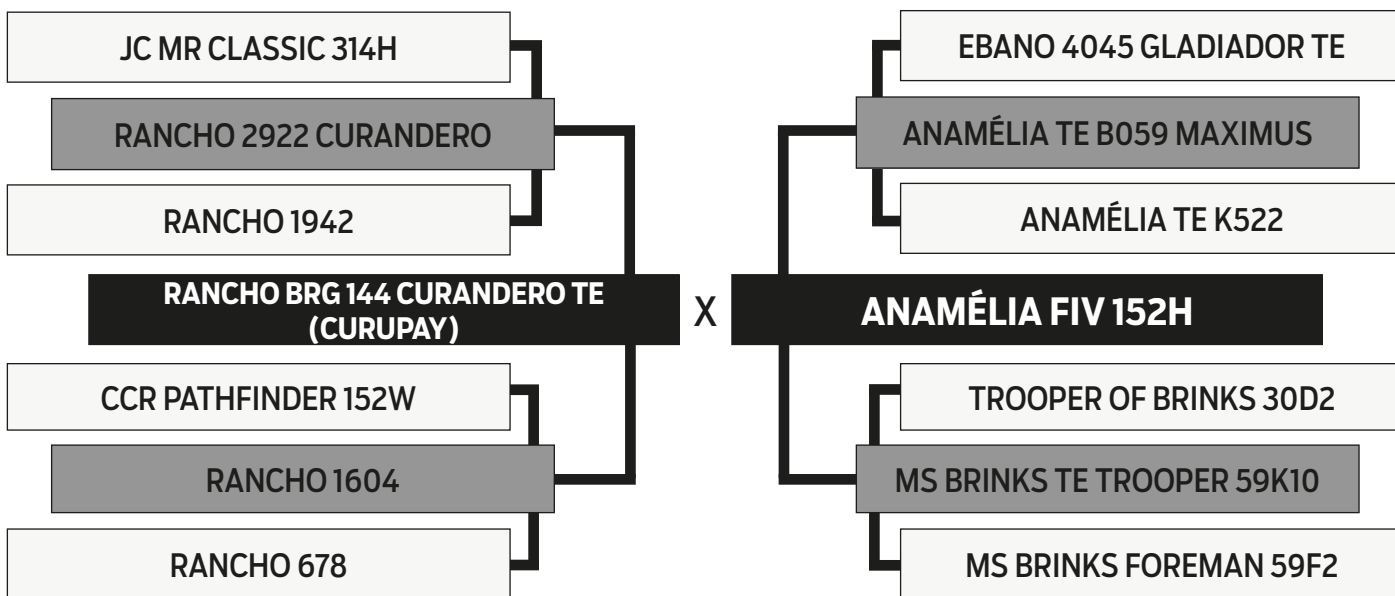 JC MR CLASSIC 314H
EBANO 4045 GLADIADOR TE
RANCHO 2922 CURANDERO
ANAMÉLIA TE B059 MAXIMUS
RANCHO 1942
ANAMÉLIA TE K522
RANCHO BRG 144 CURANDERO TE
(CURUPAY)
X
ANAMÉLIA FIV 152H
CCR PATHFINDER 152W
TROOPER OF BRINKS 30D2
RANCHO 1604
MS BRINKS TE TROOPER 59K10
RANCHO 678
MS BRINKS FOREMAN 59F2